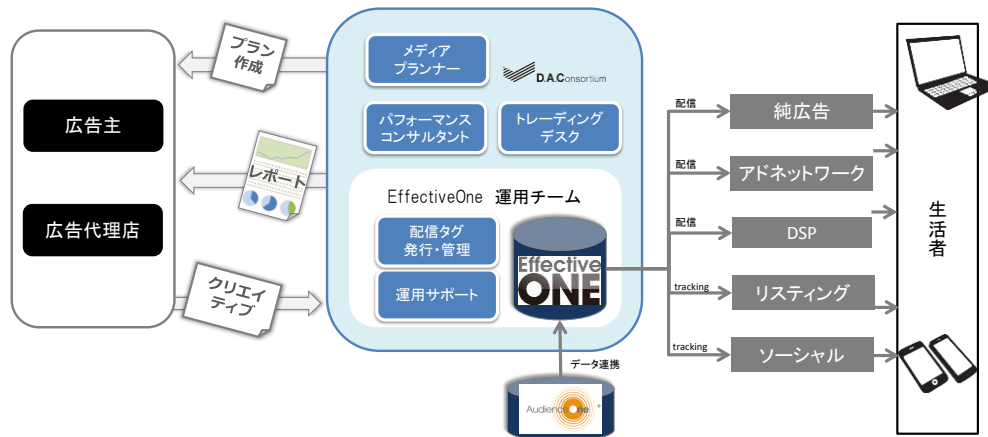 プラン
作成
広告主
レポート
広告代理店
クリエイ
ティブ
メディア
プランナー
D.A.Consortium
パフォーマンス
コンサルタント
トレーディング
デスク
EffectiveOne 運用チーム
配信タグ
発行・管理
運用サポート
Effective
ONE
データ連携
AudienceOne ®
配信
純広告
配信
アドネットワーク
配信
DSP
tracking
リスティング
tracking
ソーシャル
生活者